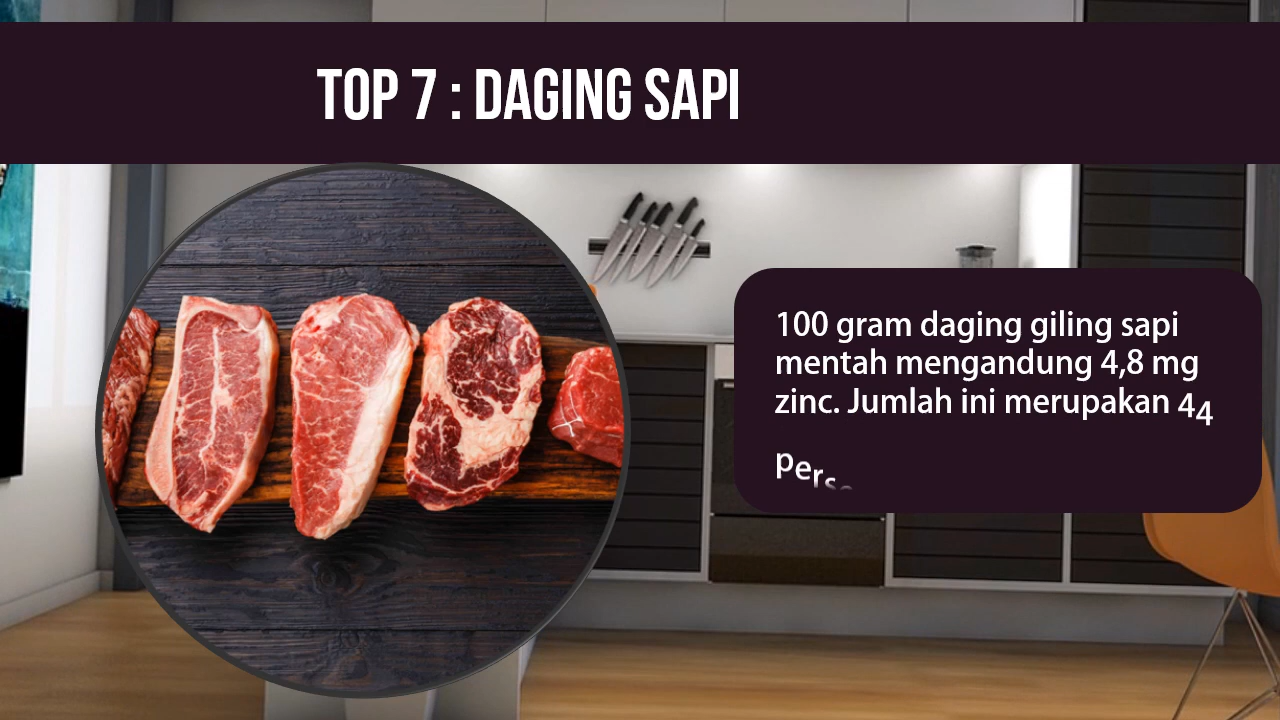 TOP 7 : DAGING SAPI
100 gram daging giling sapi
mentah mengandung 4,8 mg
zinc. Jumlah ini merupakan 44